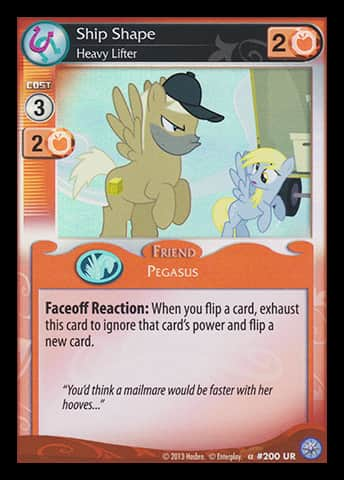 Ship Shape
Heavy Lifter
2
COST
3
2
FRIEND
PEGASUS
Faceoff Reaction: When you flip a card, exhaust
this card to ignore that card's power and flip a
new card.
"You'd think a mailmare would be faster with her
hooves..."
© 2013 Hasbro. © Enterplay. α #200 UR